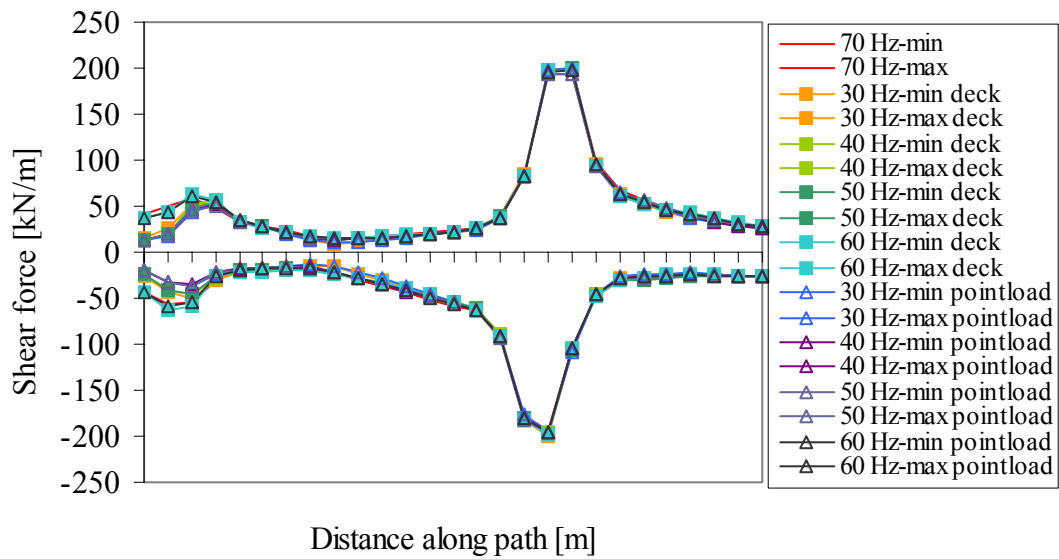 250
200
150
100
50
0
-50
-100
-150
-200
-250
Shear force [kN/m]
Distance along path [m]
70 Hz-min
70 Hz-max
30 Hz-min deck
30 Hz-max deck
40 Hz-min deck
40 Hz-max deck
50 Hz-min deck
50 Hz-max deck
60 Hz-min deck
60 Hz-max deck
30 Hz-min pointload
30 Hz-max pointload
40 Hz-min pointload
40 Hz-max pointload
50 Hz-min pointload
50 Hz-max pointload
60 Hz-min pointload
60 Hz-max pointload